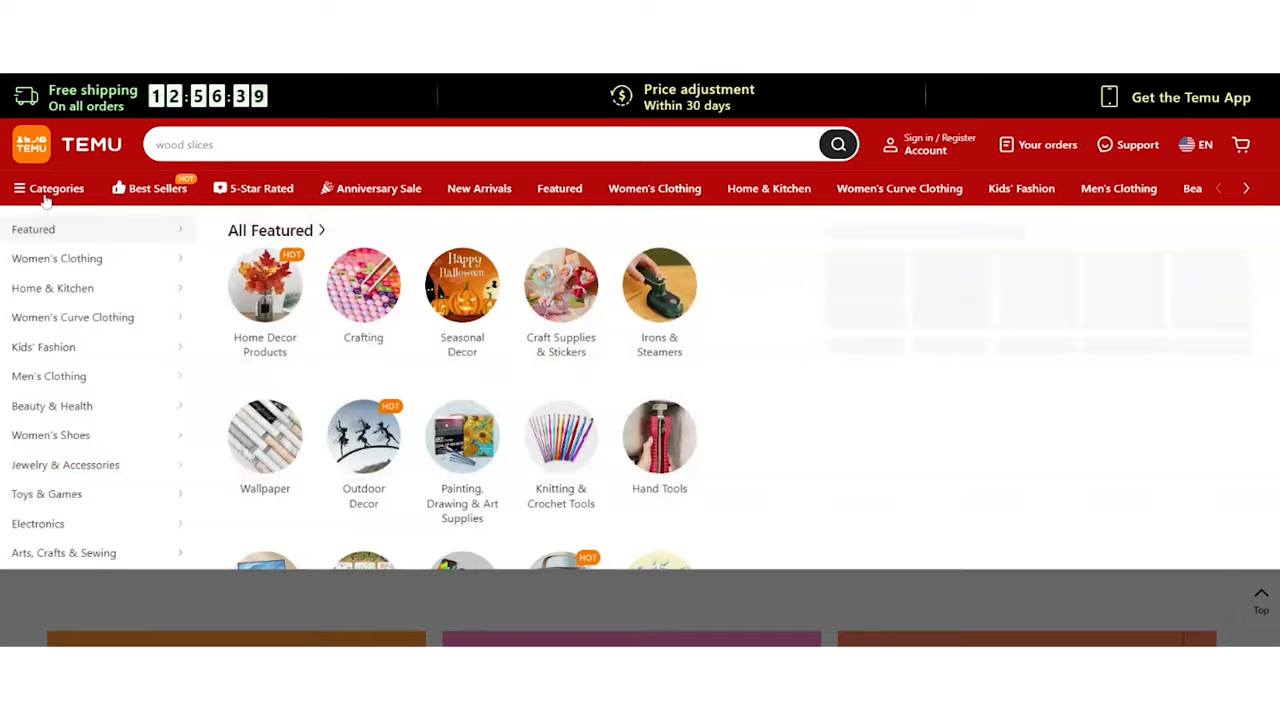 Free shipping
On all orders
12:56:39
Price adjustment
Within 30 days
Get the Temu App
TEMU
TEMU
wood slices
Sign in / Register
Account
Your orders
Support
EN
Categories
Best Sellers
HOT
5-Star Rated
Anniversary Sale
New Arrivals
Featured
Women's Clothing
Home & Kitchen
Women's Curve Clothing
Kids' Fashion
Men's Clothing
Bea
Featured
Women's Clothing
Home & Kitchen
Women's Curve Clothing
Kids' Fashion
Men's Clothing
Beauty & Health
Women's Shoes
Jewelry & Accessories
Toys & Games
Electronics
Arts, Crafts & Sewing
All Featured
HOT
Home Decor
Products
Crafting
Happy
Halloween
Seasonal
Decor
Craft Supplies
& Stickers
Irons &
Steamers
Wallpaper
HOT
Outdoor
Decor
Painting,
Drawing & Art
Supplies
Knitting &
Crochet Tools
Hand Tools
HOT
Top